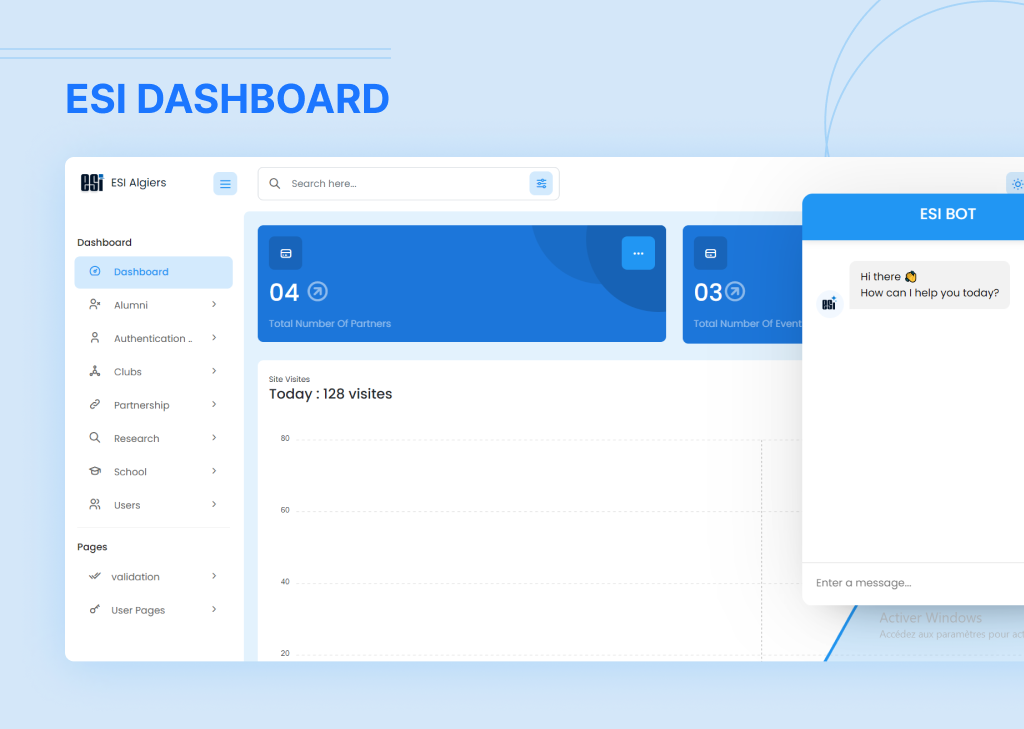 ESI DASHBOARD
esi ESI Algiers
Search here...
ESI BOT
Dashboard
Dashboard
Alumni
Authentication ..
Clubs
Partnership
Research
School
Users
Pages
validation
User Pages
04
Total Number Of Partners
03
Total Number Of Event
Site Visites
Today : 128 visites
80
60
40
20
Hi there 👏
How can I help you today?
esi
Enter a message...
Activer Windows
Accédez aux paramètres pour